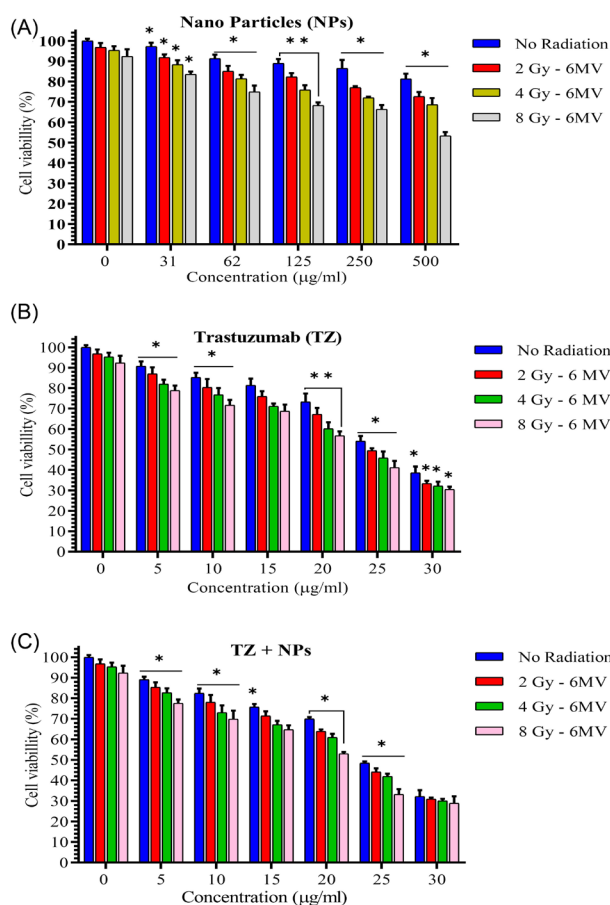 (A)
Nano Particles (NPs)
Cell viabillity (%)
100
90
80
70
60
50
40
30
20
10
0
* * * * * * * * *
0 31 62 125 250 500
Concentration (µg/ml)
No Radiation
2 Gy - 6MV
4 Gy - 6MV
8 Gy - 6MV
(B)
Trastuzumab (TZ)
Cell viabillity (%)
100
90
80
70
60
50
40
30
20
10
0
* * * * * * * * *
0 5 10 15 20 25 30
Concentration (µg/ml)
No Radiation
2 Gy - 6 MV
4 Gy - 6 MV
8 Gy - 6 MV
(C)
TZ + NPs
Cell viabillity (%)
100
90
80
70
60
50
40
30
20
10
0
* * * * *
0 5 10 15 20 25 30
Concentration (µg/ml)
No Radiation
2 Gy - 6MV
4 Gy - 6MV
8 Gy - 6MV